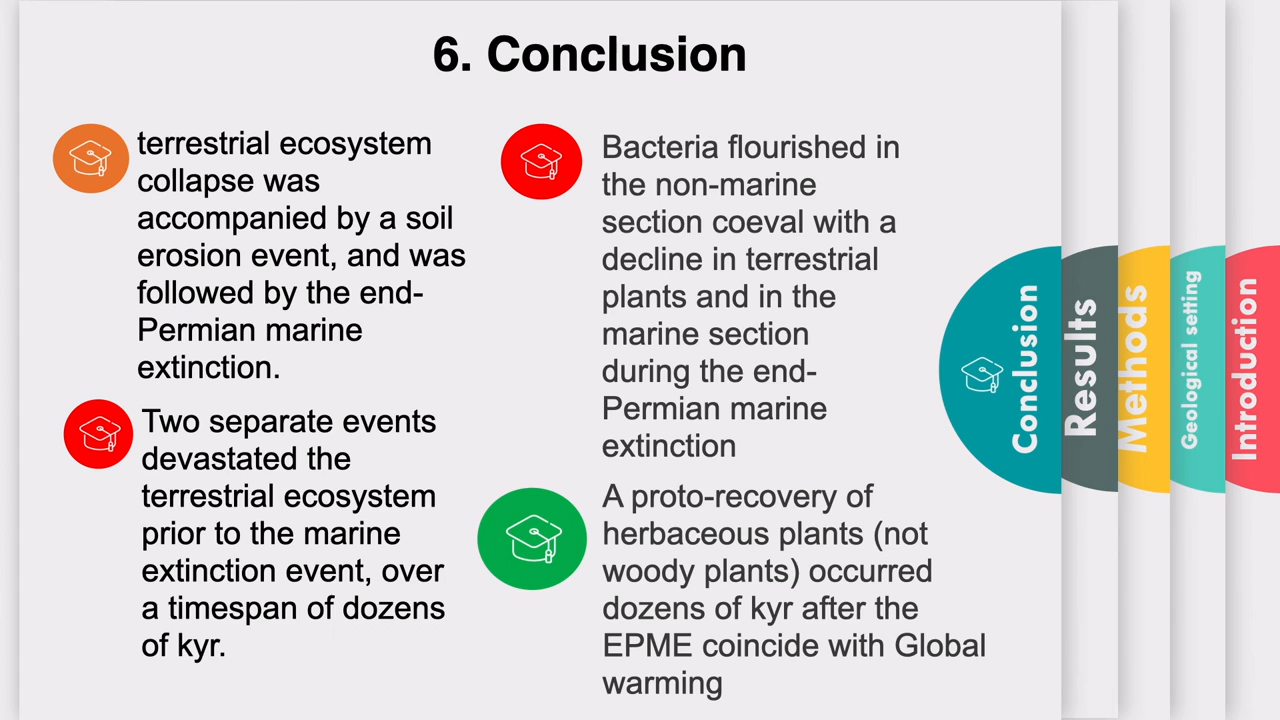 6. Conclusion
terrestrial ecosystem
collapse was
accompanied by a soil
erosion event, and was
followed by the end-
Permian marine
extinction.
Two separate events
devastated the
terrestrial ecosystem
prior to the marine
extinction event, over
a timespan of dozens
of kyr.
Bacteria flourished in
the non-marine
section coeval with a
decline in terrestrial
plants and in the
marine section
during the end-
Permian marine
extinction
A proto-recovery of
herbaceous plants (not
woody plants) occurred
dozens of kyr after the
EPME coincide with Global
warming
Conclusion
Results
Methods
Geological setting
Introduction